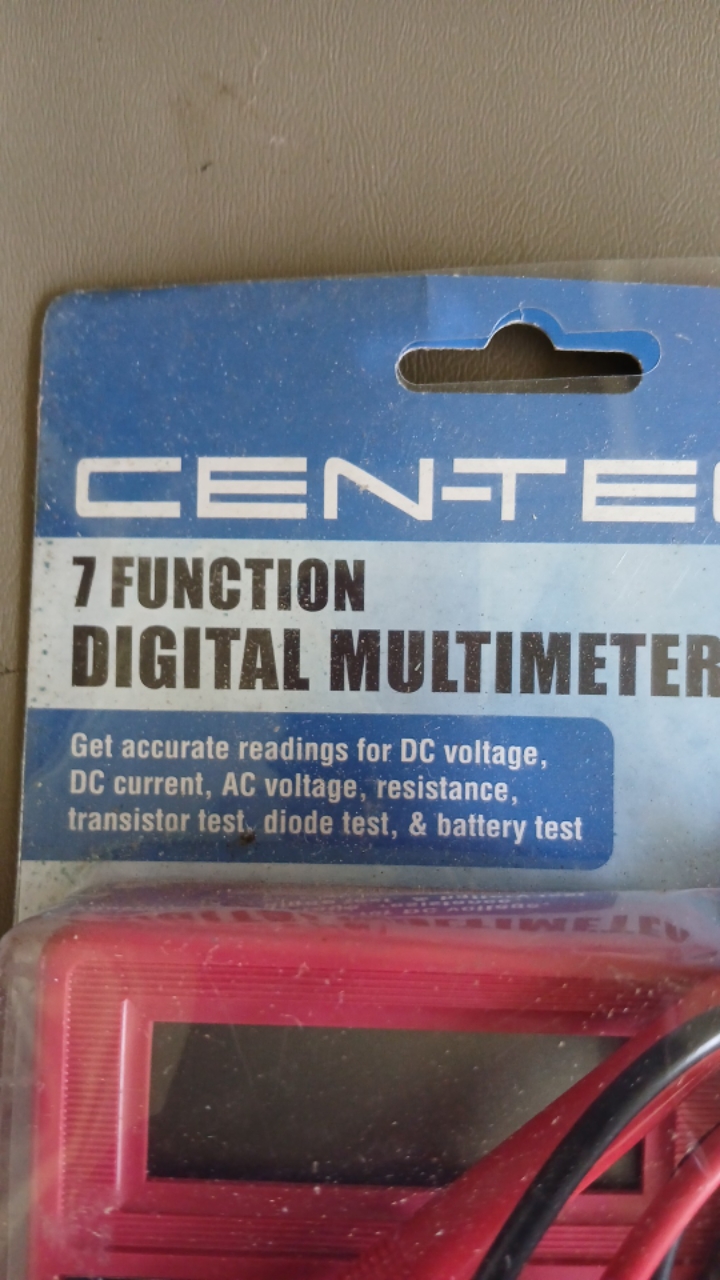 CEN-TEC
7 FUNCTION
DIGITAL MULTIMETER
Get accurate readings for DC voltage,
DC current, AC voltage, resistance,
transistor test, diode test, & battery test